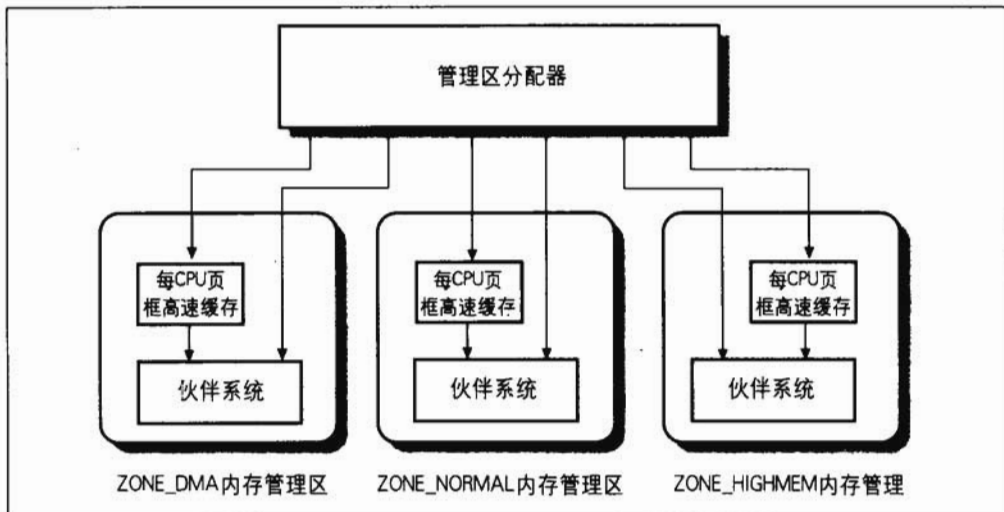 管理区分配器
每CPU页
框高速缓存
每CPU页
框高速缓存
每CPU页
框高速缓存
伙伴系统
伙伴系统
伙伴系统
ZONE_DMA内存管理区
ZONE_NORMAL内存管理区
ZONE_HIGHMEM内存管理